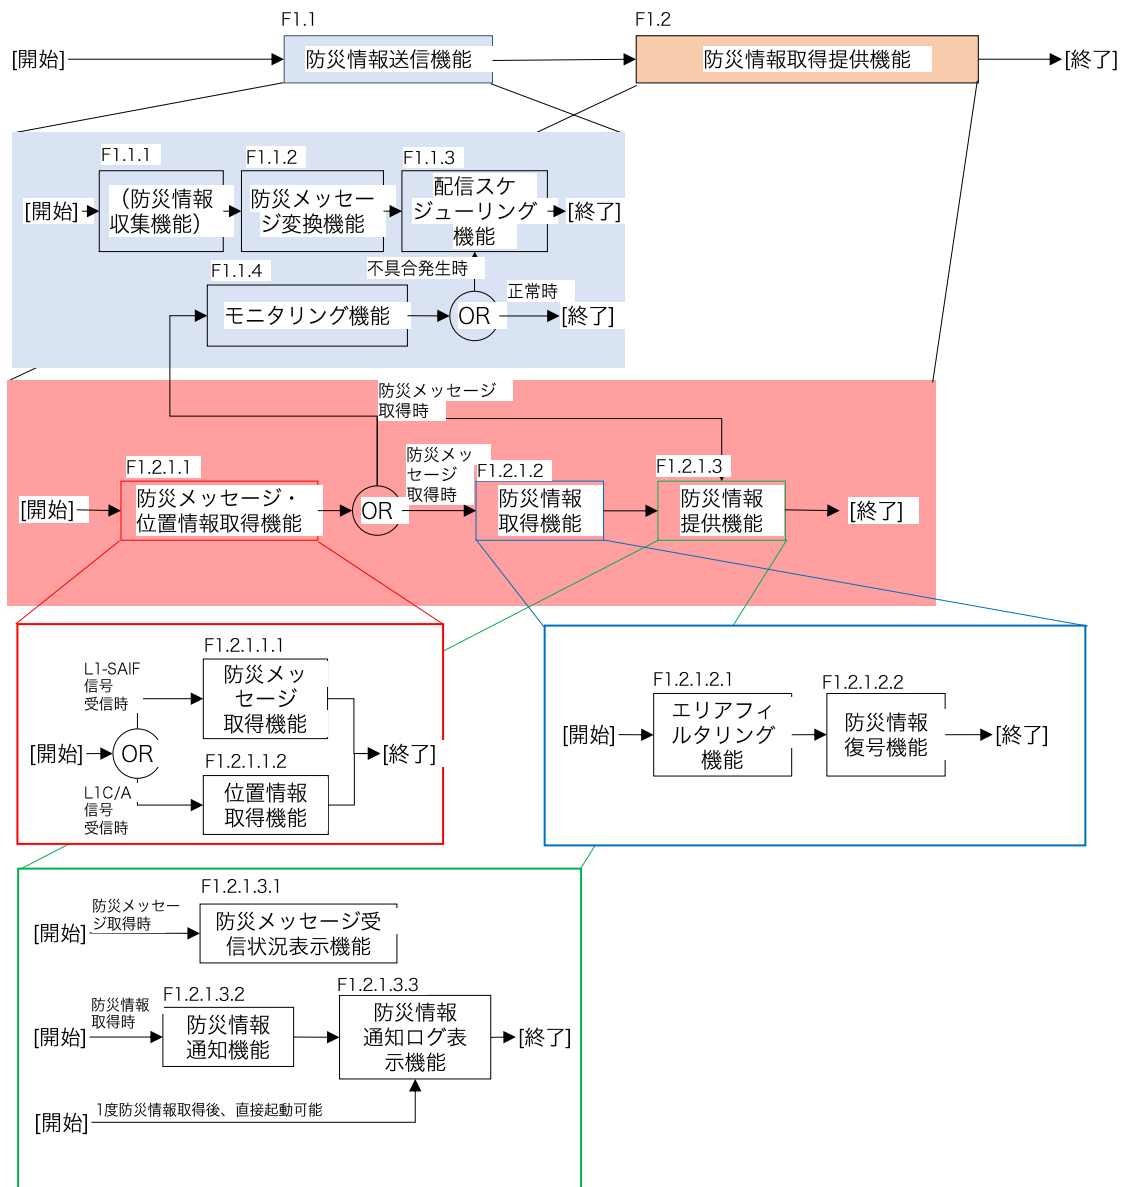 F1.1
F1.2
[開始]
防災情報送信機能
防災情報取得提供機能
[終了]
F1.1.1
F1.1.2
F1.1.3
[開始]
（防災情報
収集機能）
防災メッセー
ジ変換機能
配信スケ
ジューリング
機能
[終了]
F1.1.4
不具合発生時
正常時
モニタリング機能
OR
[終了]
防災メッセージ
取得時
防災メッ
セージ
取得時
F1.2.1.1
F1.2.1.2
F1.2.1.3
[開始]
防災メッセージ・
位置情報取得機能
OR
防災情報
取得機能
防災情報
提供機能
[終了]
F1.2.1.1.1
L1-SAIF
信号
受信時
防災メッ
セージ
取得機能
[開始]
OR
[終了]
F1.2.1.1.2
L1C/A
信号
受信時
位置情報
取得機能
F1.2.1.2.1
F1.2.1.2.2
[開始]
エリアフィ
ルタリング
機能
防災情報
復号機能
[終了]
F1.2.1.3.1
防災メッセー
ジ取得時
[開始]
防災メッセージ受
信状況表示機能
F1.2.1.3.2
F1.2.1.3.3
防災情報
取得時
[開始]
防災情報
通知機能
防災情報
通知ログ表
示機能
[終了]
1度防災情報取得後、直接起動可能
[開始]